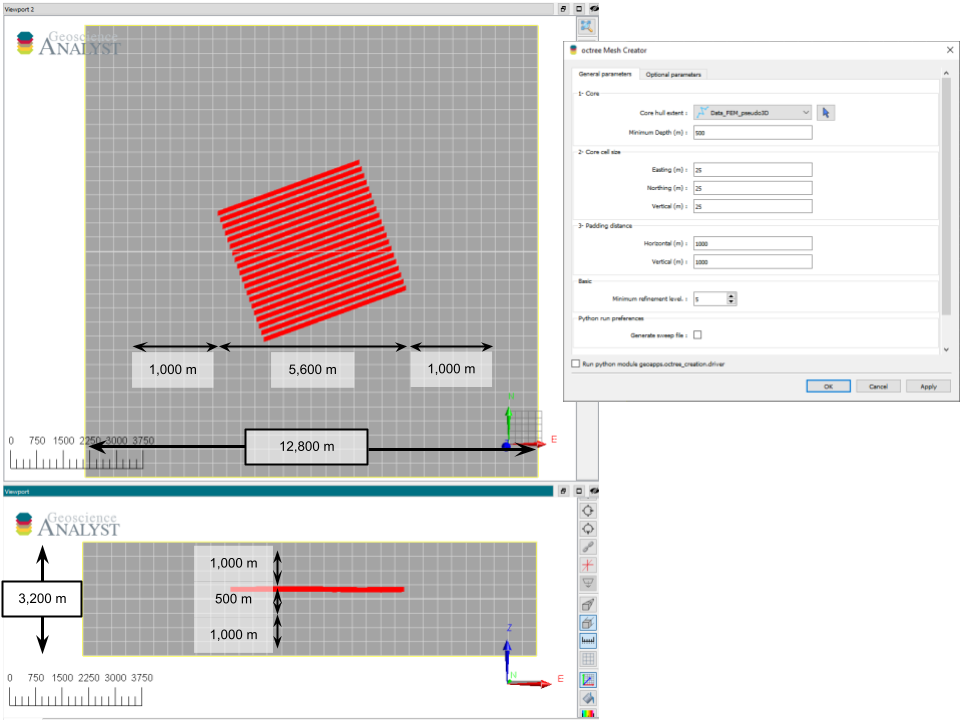 Viewport 2
Geoscience
ANALYST
1,000 m
5,600 m
1,000 m
12,800 m
0 750 1500 2250 3000 3750
E
octree Mesh Creator
General parameters
Optional parameters
1- Core
Core hull extent :
Data_FEM_pseudo3D
Minimum Depth (m) :
500
2- Core cell size
Easting (m) :
25
Northing (m) :
25
Vertical (m) :
25
3- Padding distance
Horizontal (m) :
1000
Vertical (m) :
1000
Basic
Minimum refinement level. :
5
Python run preferences
Generate sweep file :
Run python module geoapps.octree_creation.driver
OK
Cancel
Apply
Viewport
Geoscience
ANALYST
1,000 m
500 m
1,000 m
3,200 m
0 750 1500 2250 3000 3750
Z
N
E